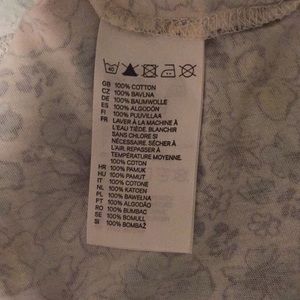 40
GB 100% COTTON
CZ 100% BAVLNA
DE 100% BAUMWOLLE
ES 100% ALGODÓN
FI 100% PUUVILLAA
FR LAVER À LA MACHINE À
L'EAU TIÈDE. BLANCHIR
SANS CHLORE SI
NÉCESSAIRE. SÉCHER À
L'AIR. REPASSER À
TEMPÉRATURE MOYENNE.
100% COTON
HR 100% PAMUK
HU 100% PAMUT
IT 100% COTONE
NL 100% KATOEN
PL 100% BAWEŁNA
PT 100% ALGODÃO
RO 100% BUMBAC
SE 100% BOMULL
SI 100% BOMBAŽ